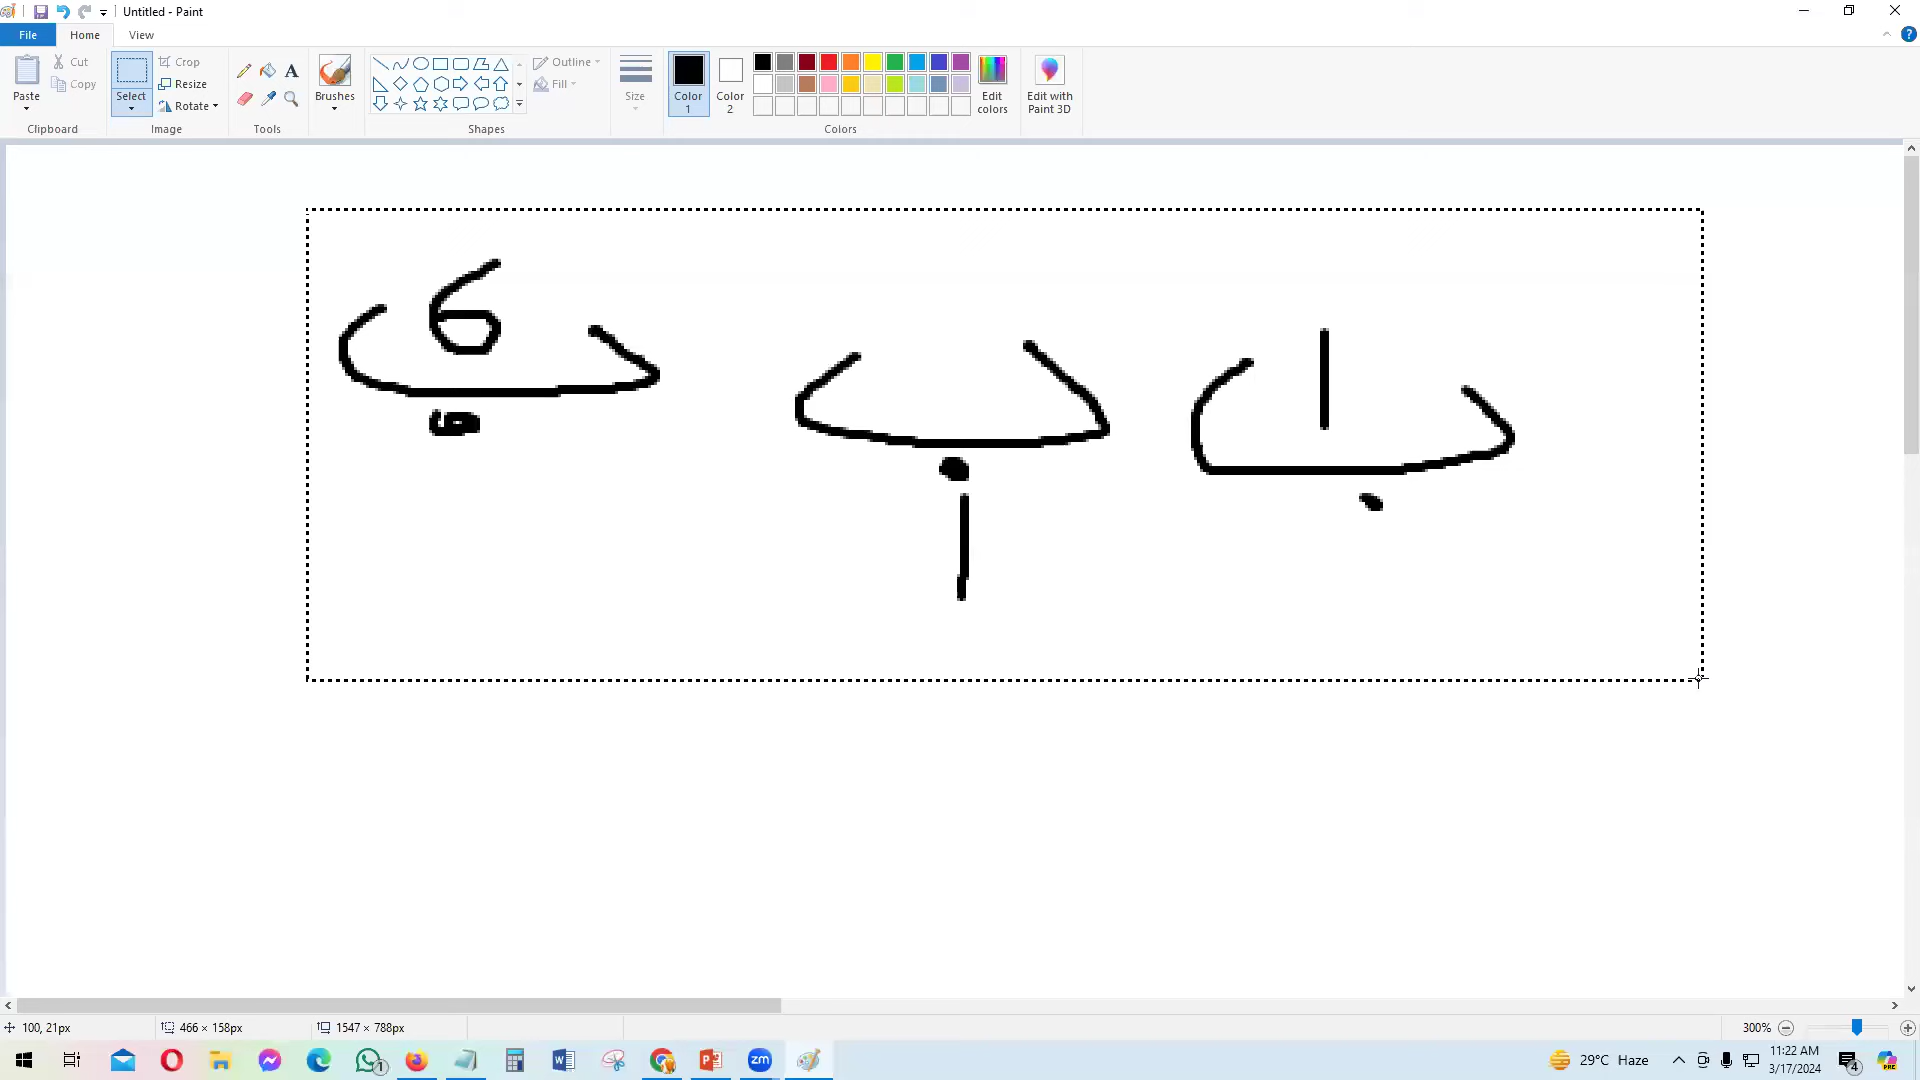 Untitled - Paint
File Home View
Paste Cut Copy Select Crop Resize Rotate A Brushes Outline Fill Size Color 1 Color 2 Edit colors Edit with Paint 3D
Clipboard Image Tools Shapes Colors
100, 21px 466 × 158px 1547 × 788px 300%
29°C Haze 11:22 AM
3/17/2024